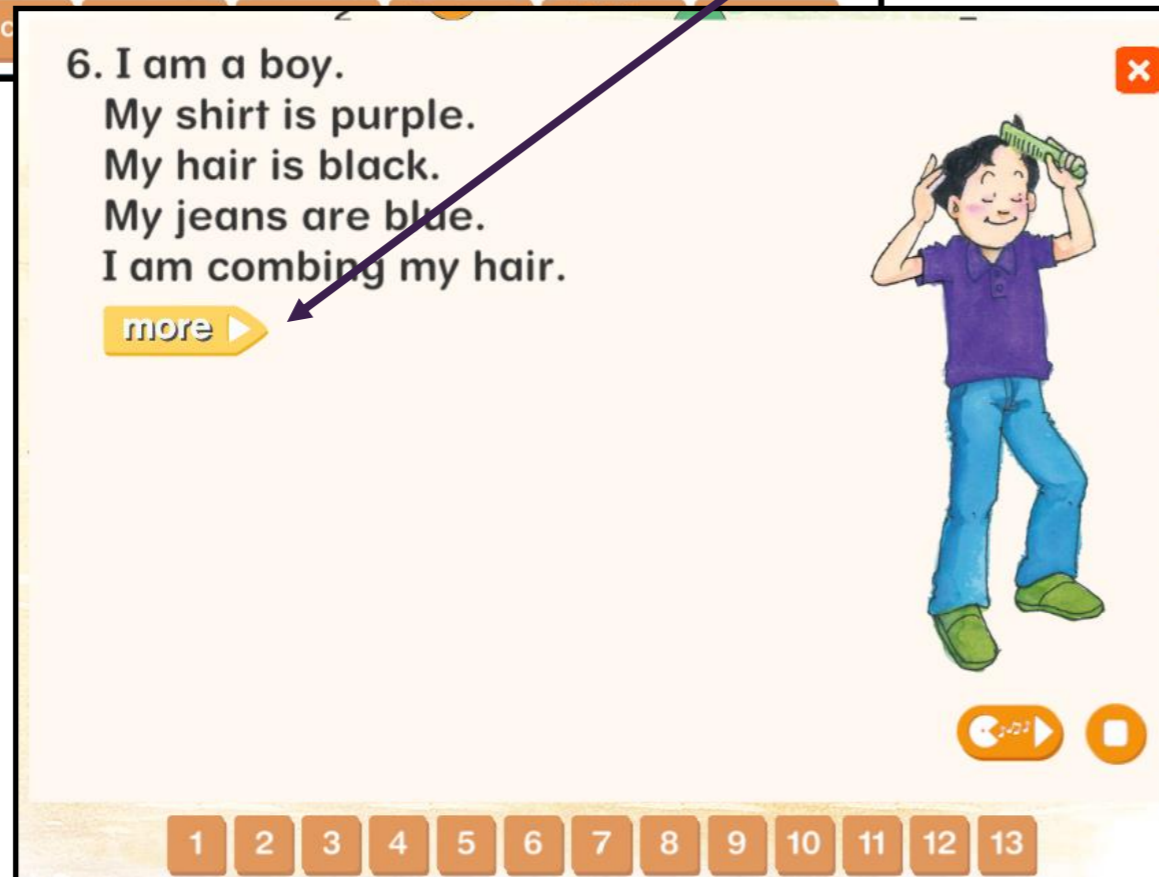 6. I am a boy.
My shirt is purple.
My hair is black.
My jeans are blue.
I am combing my hair.
more
1 2 3 4 5 6 7 8 9 10 11 12 13